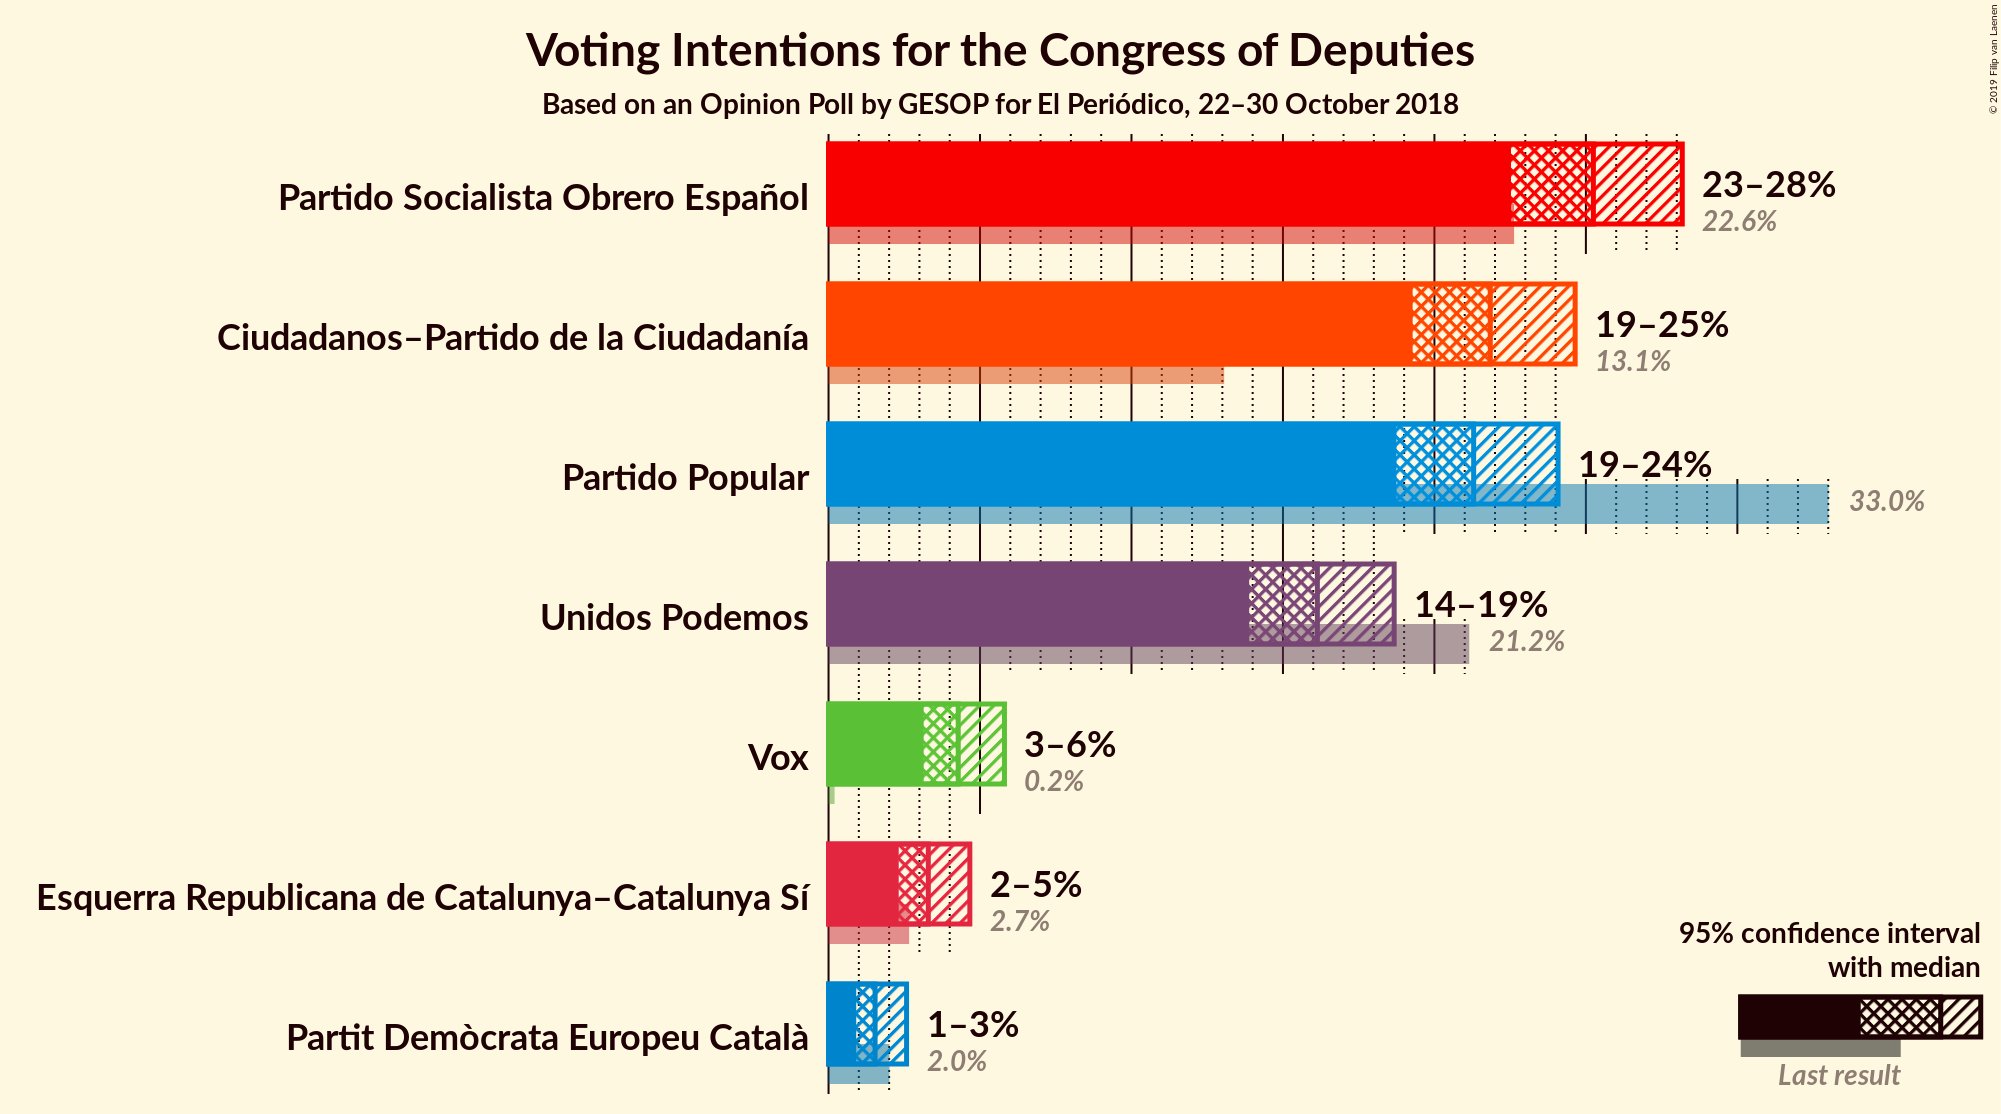 Voting Intentions for the Congress of Deputies
Based on an Opinion Poll by GESOP for El Periódico, 22–30 October 2018
© 2019 Filip van Laenen
Partido Socialista Obrero Español
23–28%
22.6%
Ciudadanos–Partido de la Ciudadanía
19–25%
13.1%
Partido Popular
19–24%
33.0%
Unidos Podemos
14–19%
21.2%
Vox
3–6%
0.2%
Esquerra Republicana de Catalunya–Catalunya Sí
2–5%
2.7%
Partit Demòcrata Europeu Català
1–3%
2.0%
95% confidence interval
with median
Last result